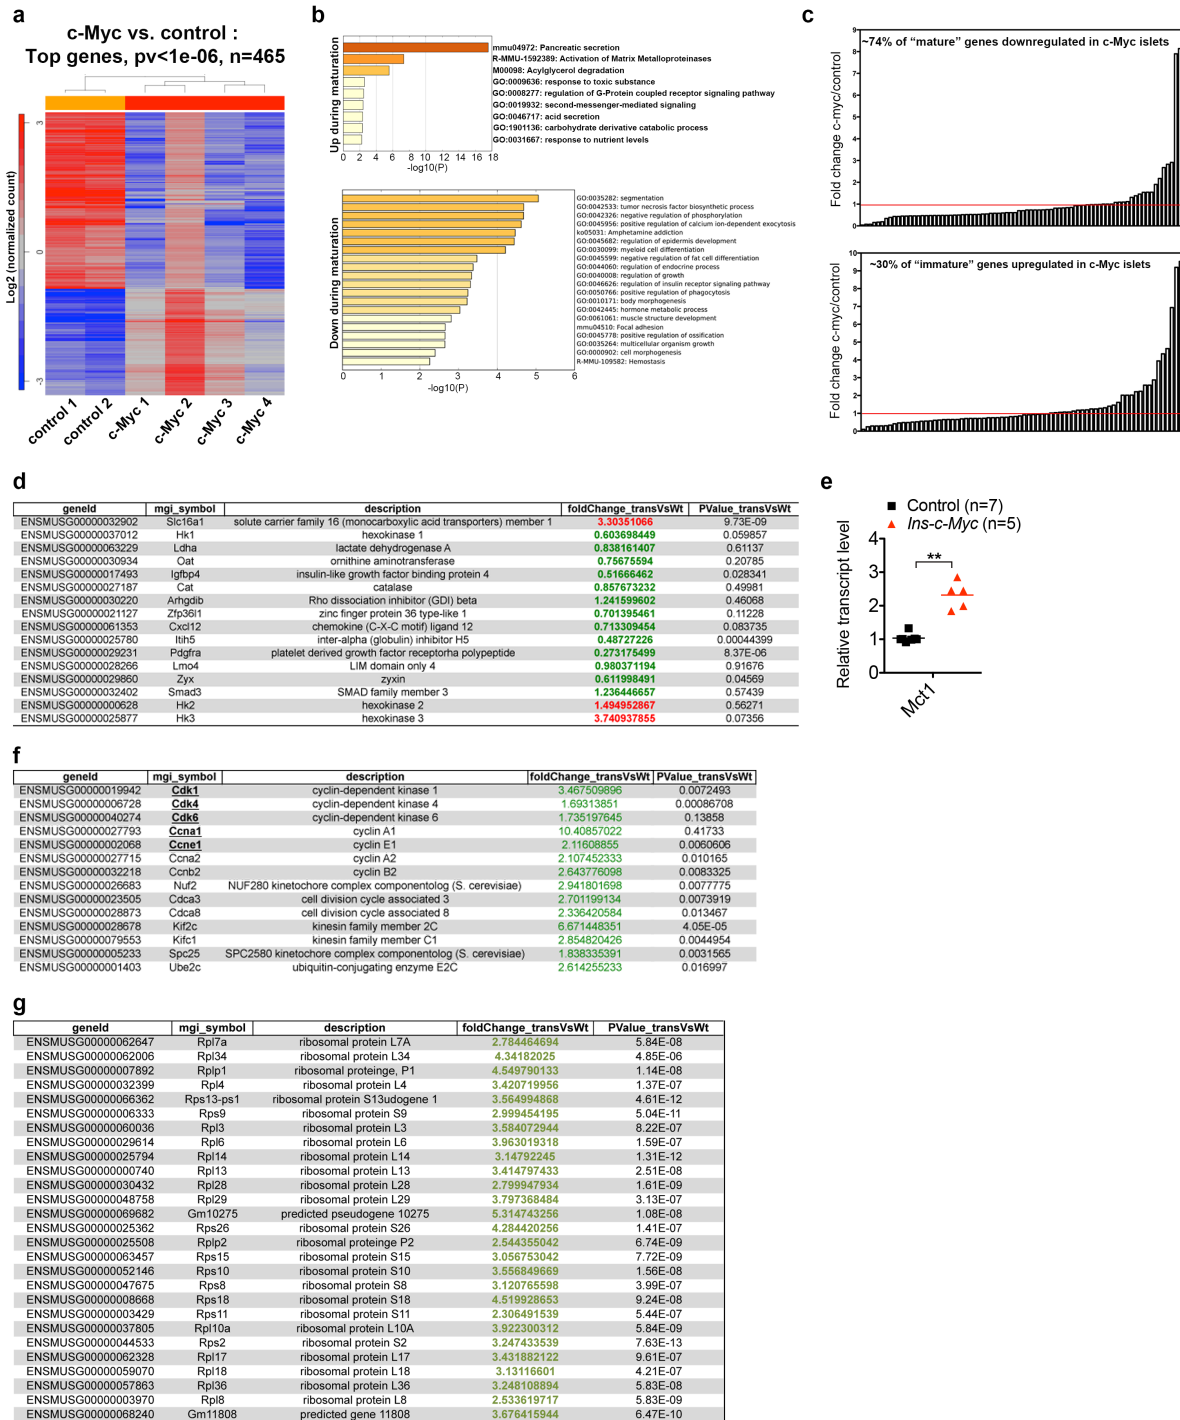 a
c-Myc vs. control :
Top genes, pv<1e-06, n=465
Log2 (normalized count)
3
0
-3
control 1
control 2
c-Myc 1
c-Myc 2
c-Myc 3
c-Myc 4
b
Up during maturation
mmu04972: Pancreatic secretion
R-MMU-1592389: Activation of Matrix Metalloproteinases
M00098: Acylglycerol degradation
GO:0009636: response to toxic substance
GO:0008277: regulation of G-Protein coupled receptor signaling pathway
GO:0019932: second-messenger-mediated signaling
GO:0046717: acid secretion
GO:1901136: carbohydrate derivative catabolic process
GO:0031667: response to nutrient levels
0 2 4 6 8 10 12 14 16 18
-log10(P)
Down during maturation
GO:0035282: segmentation
GO:0042533: tumor necrosis factor biosynthetic process
GO:0042326: negative regulation of phosphorylation
GO:0045956: positive regulation of calcium ion-dependent exocytosis
ko05031: Amphetamine addiction
GO:0045682: regulation of epidermis development
GO:0030099: myeloid cell differentiation
GO:0045599: negative regulation of fat cell differentiation
GO:0044060: regulation of endocrine process
GO:0040008: regulation of growth
GO:0046626: regulation of insulin receptor signaling pathway
GO:0050766: positive regulation of phagocytosis
GO:0010171: body morphogenesis
GO:0042445: hormone metabolic process
GO:0061061: muscle structure development
mmu04510: Focal adhesion
GO:0045778: positive regulation of ossification
GO:0035264: multicellular organism growth
GO:0000902: cell morphogenesis
R-MMU-109582: Hemostasis
0 1 2 3 4 5 6
-log10(P)
c
~74% of “mature” genes downregulated in c-Myc islets
Fold change c-myc/control
9
8
7
6
5
4
3
2
1
0
~30% of “immature” genes upregulated in c-Myc islets
Fold change c-Myc/control
10
9
8
7
6
5
4
3
2
1
0
d
geneId mgi_symbol description foldChange_transVsWt PValue_transVsWt
ENSMUSG00000032902 Slc16a1 solute carrier family 16 (monocarboxylic acid transporters) member 1 3.30351066 9.73E-09
ENSMUSG00000037012 Hk1 hexokinase 1 0.603698449 0.059857
ENSMUSG00000063229 Ldha lactate dehydrogenase A 0.838161407 0.61137
ENSMUSG00000030934 Oat ornithine aminotransferase 0.75675594 0.20785
ENSMUSG00000017493 Igfbp4 insulin-like growth factor binding protein 4 0.51666462 0.028341
ENSMUSG00000027187 Cat catalase 0.857673232 0.49981
ENSMUSG00000030220 Arhgdib Rho dissociation inhibitor (GDI) beta 1.241599602 0.46068
ENSMUSG00000021127 Zfp36l1 zinc finger protein 36 type-like 1 0.701395461 0.11228
ENSMUSG00000061353 Cxcl12 chemokine (C-X-C motif) ligand 12 0.713309454 0.083735
ENSMUSG00000025780 Itih5 inter-alpha (globulin) inhibitor H5 0.48727226 0.00044399
ENSMUSG00000029231 Pdgfra platelet derived growth factor receptorha polypeptide 0.273175499 8.37E-06
ENSMUSG00000028266 Lmo4 LIM domain only 4 0.980371194 0.91676
ENSMUSG00000029860 Zyx zyxin 0.611998491 0.04569
ENSMUSG00000032402 Smad3 SMAD family member 3 1.236446657 0.57439
ENSMUSG00000000628 Hk2 hexokinase 2 1.494952867 0.56271
ENSMUSG00000025877 Hk3 hexokinase 3 3.740937855 0.07356
e
Control (n=7)
Ins-c-Myc (n=5)
Relative transcript level
4
3
2
1
0
**
Mct1
f
geneId mgi_symbol description foldChange_transVsWt PValue_transVsWt
ENSMUSG00000019942 Cdk1 cyclin-dependent kinase 1 3.467509896 0.0072493
ENSMUSG00000006728 Cdk4 cyclin-dependent kinase 4 1.69313851 0.00086708
ENSMUSG00000040274 Cdk6 cyclin-dependent kinase 6 1.735197645 0.13858
ENSMUSG00000027793 Ccna1 cyclin A1 10.40857022 0.41733
ENSMUSG00000002068 Ccne1 cyclin E1 2.11608855 0.0060606
ENSMUSG00000027715 Ccna2 cyclin A2 2.107452333 0.010165
ENSMUSG00000032218 Ccnb2 cyclin B2 2.643776098 0.0083325
ENSMUSG00000026683 Nuf2 NUF280 kinetochore complex componentolog (S. cerevisiae) 2.941801698 0.0077775
ENSMUSG00000023505 Cdca3 cell division cycle associated 3 2.701199134 0.0073919
ENSMUSG00000028873 Cdca8 cell division cycle associated 8 2.336420584 0.013467
ENSMUSG00000028678 Kif2c kinesin family member 2C 6.671448351 4.05E-05
ENSMUSG00000079553 Kifc1 kinesin family member C1 2.854820426 0.0044954
ENSMUSG00000005233 Spc25 SPC2580 kinetochore complex componentolog (S. cerevisiae) 1.838335391 0.0031565
ENSMUSG00000001403 Ube2c ubiquitin-conjugating enzyme E2C 2.614255233 0.016997
g
geneId mgi_symbol description foldChange_transVsWt PValue_transVsWt
ENSMUSG00000062647 Rpl7a ribosomal protein L7A 2.784464694 5.84E-08
ENSMUSG00000062006 Rpl34 ribosomal protein L34 4.34182025 4.85E-06
ENSMUSG00000007892 Rplp1 ribosomal proteinge, P1 4.549790133 1.14E-08
ENSMUSG00000032399 Rpl4 ribosomal protein L4 3.420719956 1.37E-07
ENSMUSG00000066362 Rps13-ps1 ribosomal protein S13udogene 1 3.564994868 4.61E-12
ENSMUSG00000006333 Rps9 ribosomal protein S9 2.999454195 5.04E-11
ENSMUSG00000060036 Rpl3 ribosomal protein L3 3.584072944 8.22E-07
ENSMUSG00000029614 Rpl6 ribosomal protein L6 3.963019318 1.59E-07
ENSMUSG00000025794 Rpl14 ribosomal protein L14 3.14792245 1.31E-12
ENSMUSG00000000740 Rpl13 ribosomal protein L13 3.414797433 2.51E-08
ENSMUSG00000030432 Rpl28 ribosomal protein L28 2.799947934 1.61E-09
ENSMUSG00000048758 Rpl29 ribosomal protein L29 3.797368484 3.13E-07
ENSMUSG00000069682 Gm10275 predicted pseudogene 10275 5.314743256 1.08E-08
ENSMUSG00000025362 Rps26 ribosomal protein S26 4.284420256 1.41E-07
ENSMUSG00000025508 Rplp2 ribosomal proteinge P2 2.544355042 6.74E-09
ENSMUSG00000063457 Rps15 ribosomal protein S15 3.056753042 7.72E-09
ENSMUSG00000052146 Rps10 ribosomal protein S10 3.556849669 1.56E-08
ENSMUSG00000047675 Rps8 ribosomal protein S8 3.120765598 3.99E-07
ENSMUSG00000008668 Rps18 ribosomal protein S18 4.519928653 9.24E-08
ENSMUSG00000003429 Rps11 ribosomal protein S11 2.306491539 5.44E-07
ENSMUSG00000037805 Rpl10a ribosomal protein L10A 3.922300312 5.84E-09
ENSMUSG00000044533 Rps2 ribosomal protein S2 3.247433539 7.63E-13
ENSMUSG00000062328 Rpl17 ribosomal protein L17 3.431882122 9.61E-07
ENSMUSG00000059070 Rpl18 ribosomal protein L18 3.13116601 4.21E-07
ENSMUSG00000057863 Rpl36 ribosomal protein L36 3.248108894 5.83E-08
ENSMUSG00000003970 Rpl8 ribosomal protein L8 2.533619717 5.83E-09
ENSMUSG00000068240 Gm11808 predicted gene 11808 3.676415944 6.47E-10